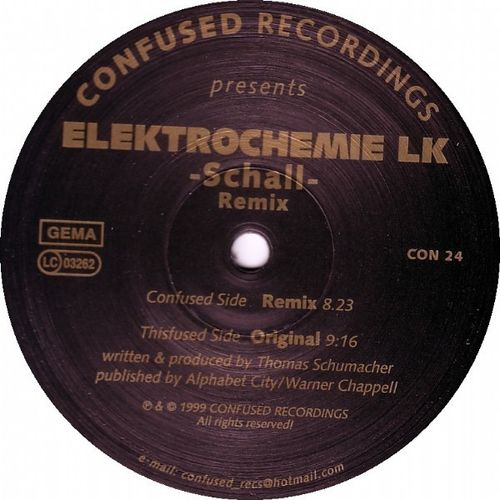 CONFUSED RECORDINGS
presents
ELEKTROCHEMIE LK
-Schall-
Remix
GEMA
LC 03262
CON 24
Confused Side. Remix 8.23
Thisfused Side. Original 9:16
written & produced by Thomas Schumacher
published by Alphabet City/Warner Chappell
℗ & © 1999 CONFUSED RECORDINGS
All rights reserved!
e-mail: confused_recs@hotmail.com